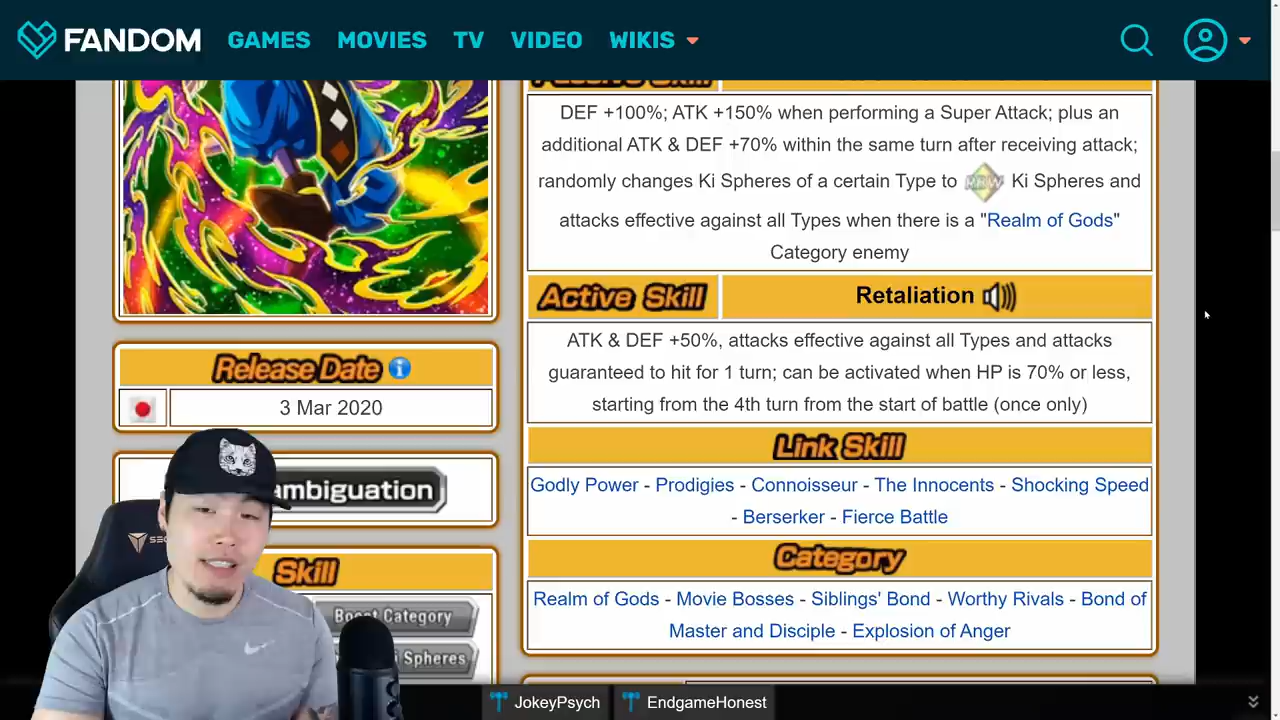 FANDOM GAMES MOVIES TV VIDEO WIKIS
Passive Skill
DEF +100%; ATK +150% when performing a Super Attack; plus an
additional ATK & DEF +70% within the same turn after receiving attack;
randomly changes Ki Spheres of a certain Type to RBW Ki Spheres and
attacks effective against all Types when there is a "Realm of Gods"
Category enemy
Active Skill
Retaliation
ATK & DEF +50%, attacks effective against all Types and attacks
guaranteed to hit for 1 turn; can be activated when HP is 70% or less,
starting from the 4th turn from the start of battle (once only)
Link Skill
Godly Power - Prodigies - Connoisseur - The Innocents - Shocking Speed
- Berserker - Fierce Battle
Category
Realm of Gods - Movie Bosses - Siblings' Bond - Worthy Rivals - Bond of
Master and Disciple - Explosion of Anger
Release Date i
3 Mar 2020
ambiguation
Skill
Boost Category
Ki Spheres
JokeyPsych
EndgameHonest